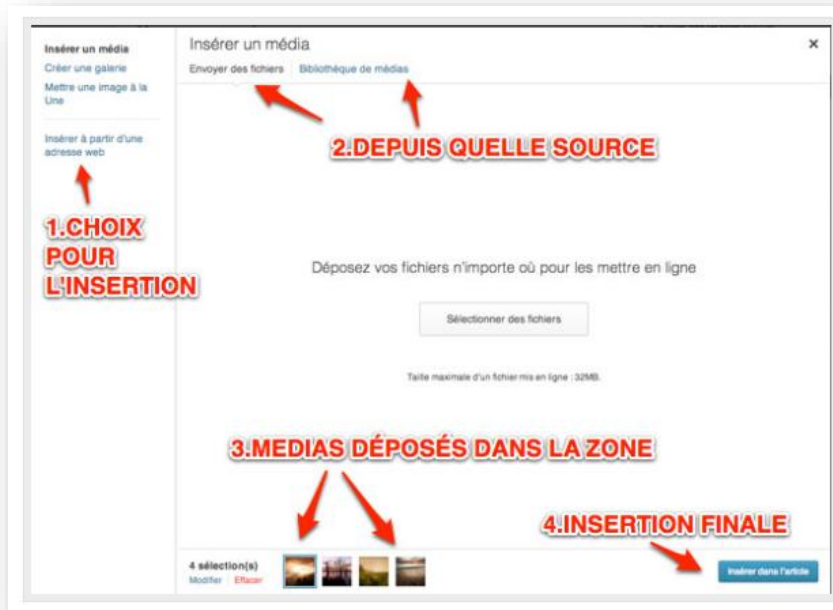 Insérer un média
Créer une galerie
Mettre une image à la
Une
Insérer à partir d'une
adresse web
1.CHOIX
POUR
L'INSERTION
Insérer un média
×
Envoyer des fichiers
Bibliothèque de médias
2.DEPUIS QUELLE SOURCE
Déposez vos fichiers n'importe où pour les mettre en ligne
Sélectionner des fichiers
Taille maximale d'un fichier mis en ligne : 32MB.
3.MEDIAS DÉPOSÉS DANS LA ZONE
4.INSERTION FINALE
4 sélection(s)
Modifier
Effacer
Insérer dans l'article